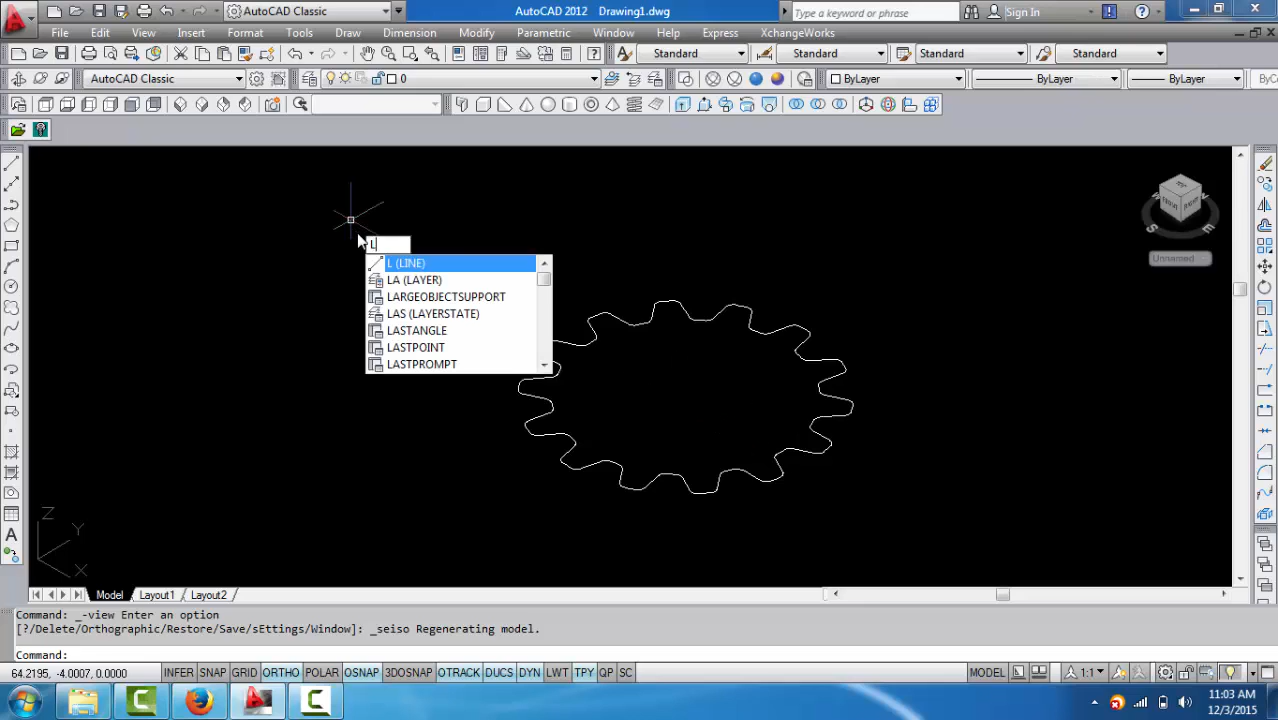 AutoCAD Classic
AutoCAD 2012 Drawing1.dwg
Type a keyword or phrase
Sign In
File Edit View Insert Format Tools Draw Dimension Modify Parametric Window Help Express XchangeWorks
Standard Standard Standard Standard
AutoCAD Classic 0 ByLayer ByLayer ByLayer ByCo
L
L (LINE)
LA (LAYER)
LARGEOBJECTSUPPORT
LAS (LAYERSTATE)
LASTANGLE
LASTPOINT
LASTPROMPT
S
Unnamed
Z
Y
X
Model Layout1 Layout2
Command: _-view Enter an option
[?/Delete/Orthographic/Restore/Save/sEttings/Window]: _seiso Regenerating model.
Command:
64.2195, -4.0007, 0.0000 INFER SNAP GRID ORTHO POLAR OSNAP 3DOSNAP OTRACK DUCS DYN LWT TPY QP SC MODEL 1:1
11:03 AM
12/3/2015